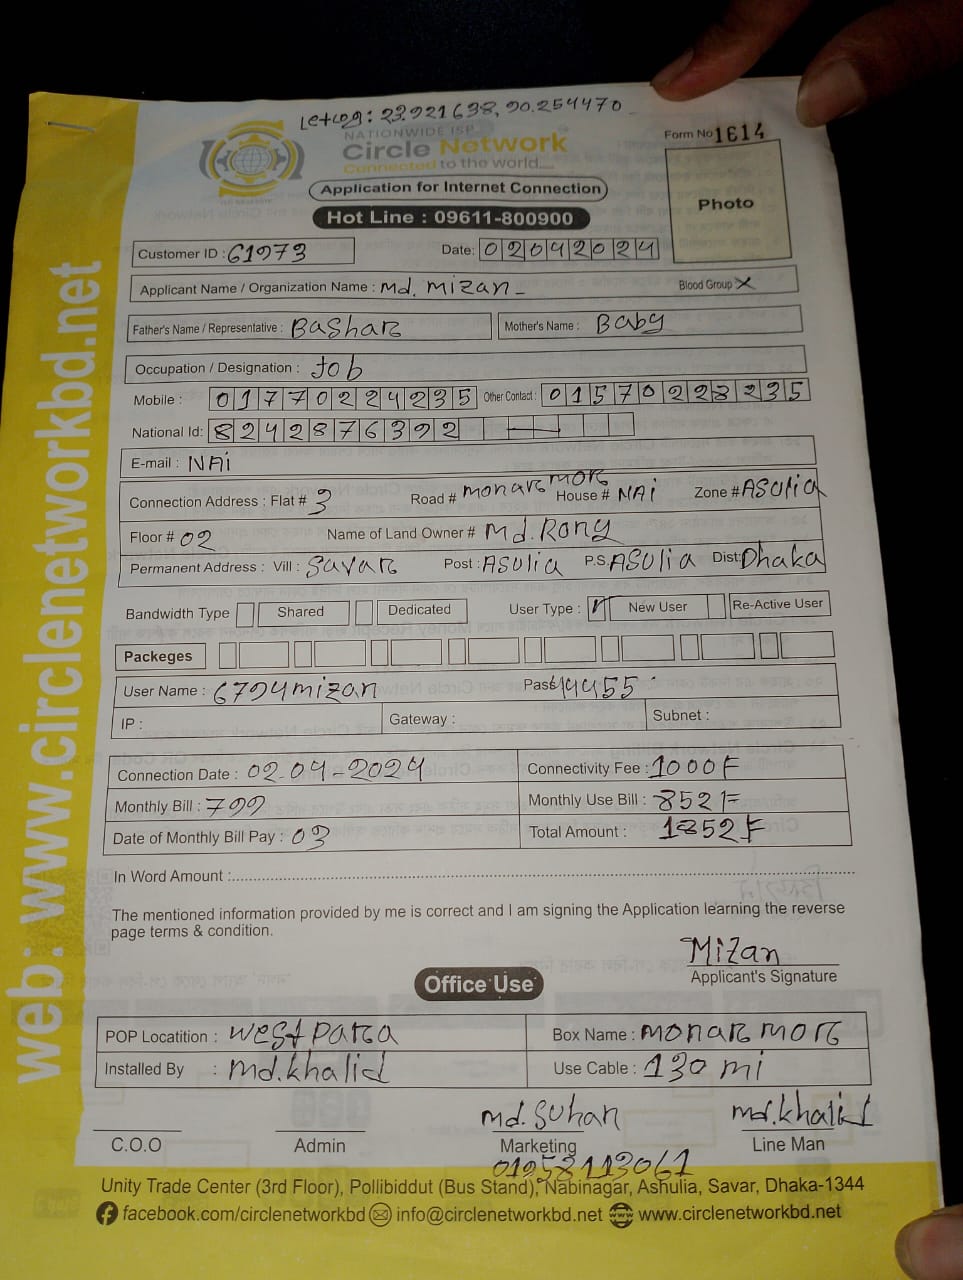 Let+Log: 23.921638, 90.254470
NATIONWIDE ISP
Circle Network
Connected to the world....
Form No 1614
Application for Internet Connection
Photo
Hot Line : 09611-800900
Customer ID : 61973
Date: 02042024
Applicant Name / Organization Name : Md. Mizan
Blood Group X
Father's Name / Representative : Bashar
Mother's Name : Baby
Occupation / Designation : Job
Mobile : 01770224235 Other Contact : 01570228235
National Id: 8242876392
E-mail : NAi
Connection Address : Flat # 3 Road # monar mor House # NAi Zone # ASUliA
Floor # 02 Name of Land Owner # Md. Rony
Permanent Address : Vill : Savar Post : ASUliA P.S. ASUliA Dist: Dhaka
Bandwidth Type Shared Dedicated User Type : New User Re-Active User
Packeges
User Name : 6794mizan Pass: 4455
IP : Gateway : Subnet :
Connection Date : 02-04-2024 Connectivity Fee : 1000F
Monthly Bill : 799 Monthly Use Bill : 852F
Date of Monthly Bill Pay : 03 Total Amount : 1852F
In Word Amount :
The mentioned information provided by me is correct and I am signing the Application learning the reverse
page terms & condition.
Mizan
Applicant's Signature
Office Use
POP Locatition : west para Box Name : monar mor
Installed By : md.khalid Use Cable : 130 mi
md. Suhan md.khalid
C.O.O Admin Marketing Line Man
01958113061
Unity Trade Center (3rd Floor), Pollibiddut (Bus Stand), Nabinagar, Ashulia, Savar, Dhaka-1344
facebook.com/circlenetworkbd info@circlenetworkbd.net www.circlenetworkbd.net
web: www.circlenetworkbd.net